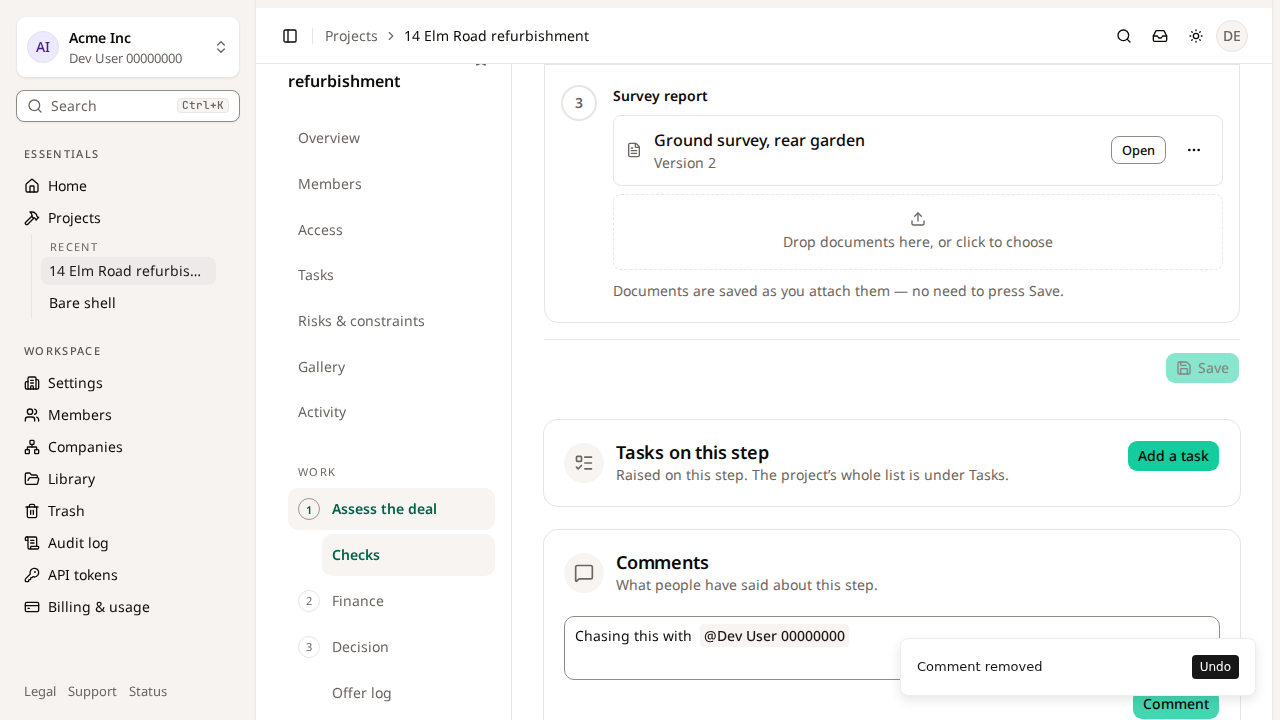 AI
Acme Inc
Dev User 00000000
Search
Ctrl+K
ESSENTIALS
Home
Projects
RECENT
14 Elm Road refurbis...
Bare shell
WORKSPACE
Settings
Members
Companies
Library
Trash
Audit log
API tokens
Billing & usage
Legal Support Status
Projects > 14 Elm Road refurbishment
DE
refurbishment
Overview
Members
Access
Tasks
Risks & constraints
Gallery
Activity
WORK
1 Assess the deal
Checks
2 Finance
3 Decision
Offer log
3 Survey report
Ground survey, rear garden
Version 2
Open
Drop documents here, or click to choose
Documents are saved as you attach them — no need to press Save.
Save
Tasks on this step
Raised on this step. The project’s whole list is under Tasks.
Add a task
Comments
What people have said about this step.
Chasing this with @Dev User 00000000
Comment removed
Undo
Comment